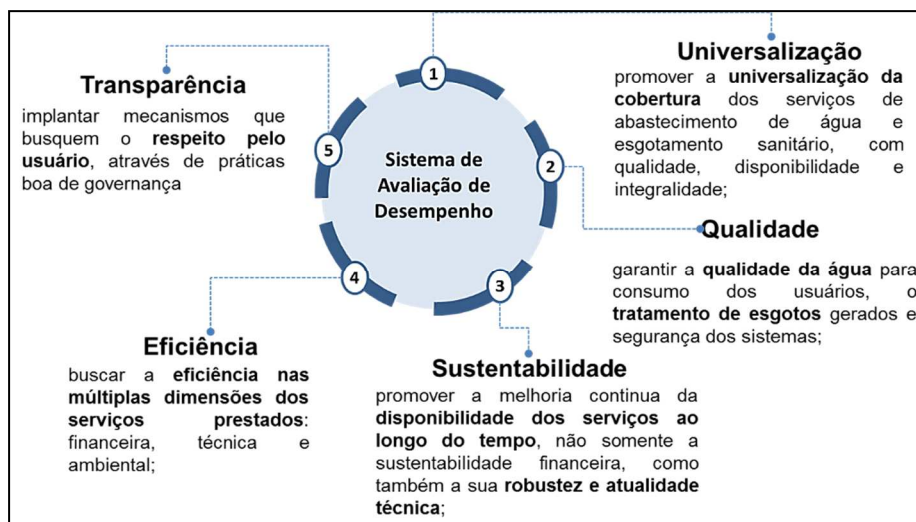 1
Universalização
promover a universalização da
cobertura dos serviços de
abastecimento de água e
esgotamento sanitário, com
qualidade, disponibilidade e
integralidade;
2
Qualidade
garantir a qualidade da água para
consumo dos usuários, o
tratamento de esgotos gerados e
segurança dos sistemas;
3
Sustentabilidade
promover a melhoria continua da
disponibilidade dos serviços ao
longo do tempo, não somente a
sustentabilidade financeira, como
também a sua robustez e atualidade
técnica;
4
Eficiência
buscar a eficiência nas
múltiplas dimensões dos
serviços prestados:
financeira, técnica e
ambiental;
5
Transparência
implantar mecanismos que
busquem o respeito pelo
usuário, através de práticas
boa de governança
Sistema de
Avaliação de
Desempenho